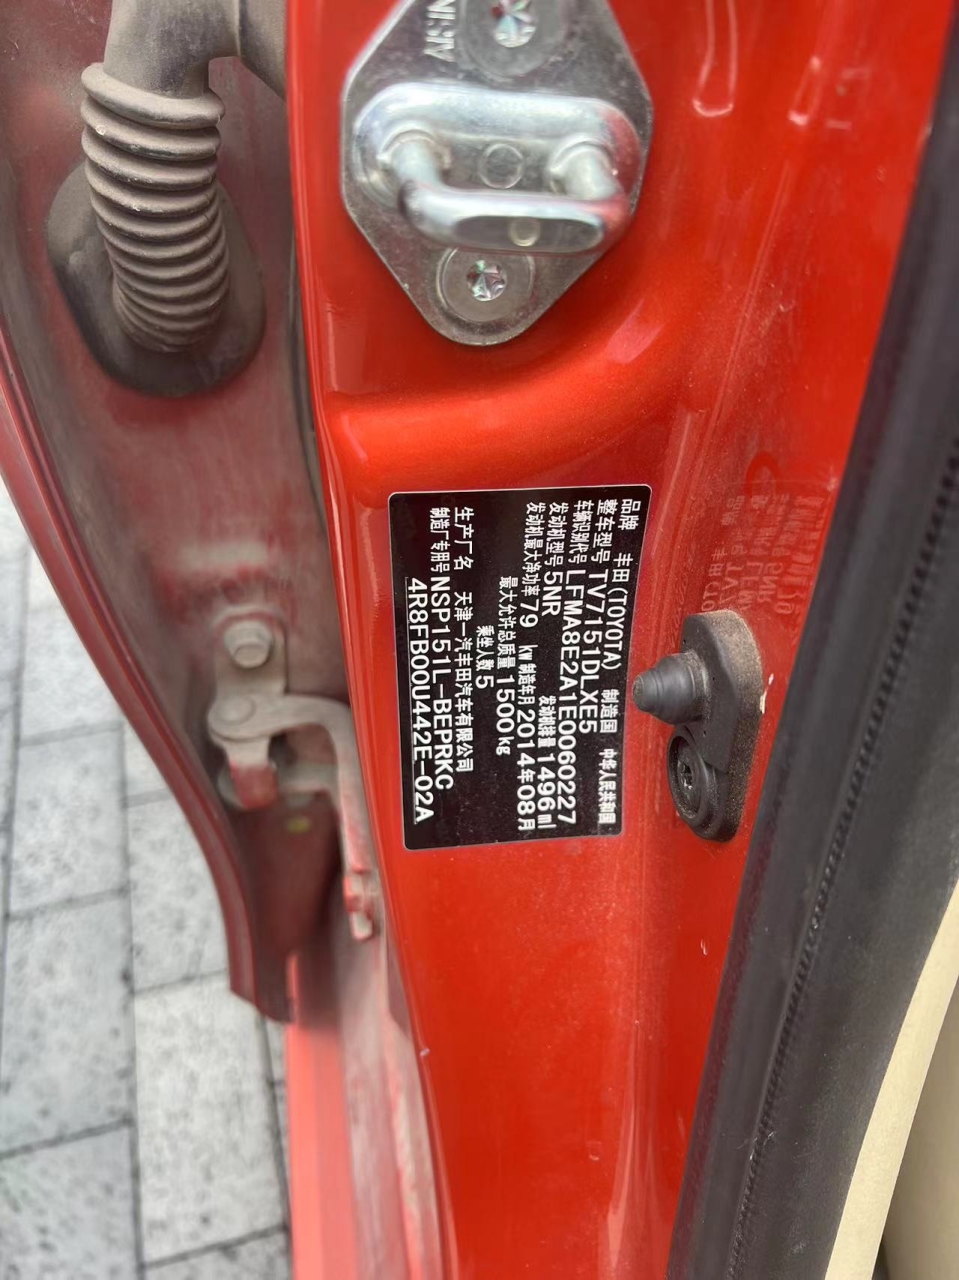 AISIN
品牌 丰田(TOYOTA) 制造国 中华人民共和国
整车型号 TV7151DLXE5
车辆识别代号 LFMA8E2A1E0060227
发动机型号 5NR 发动机排量 1496ml
发动机最大净功率 79 kW 制造年月 2014年08月
最大允许总质量 1500kg
乘坐人数 5
生产厂名 天津一汽丰田汽车有限公司
制造厂专用号 NSP151L-BEPRKC
4R8FB00U442E-02A